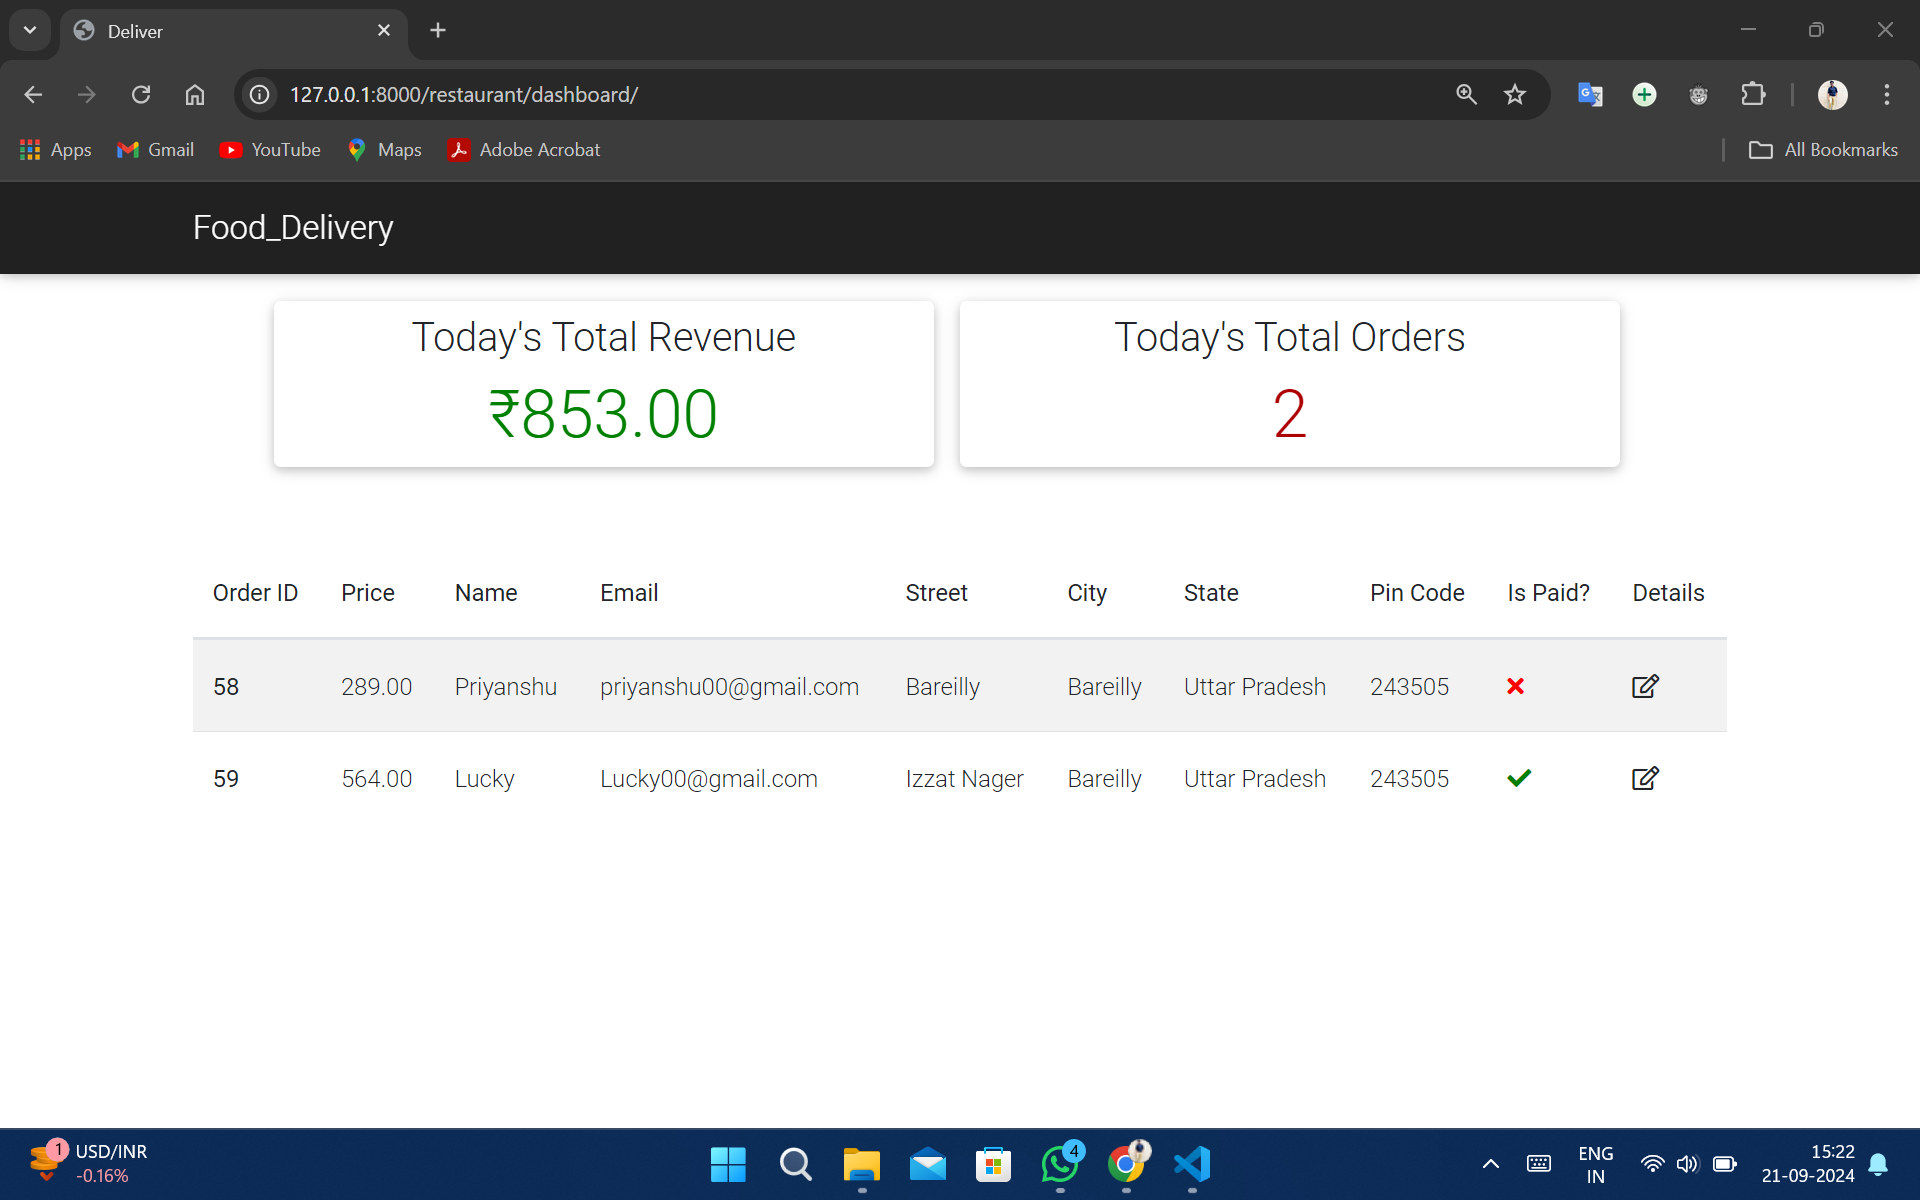 Deliver
127.0.0.1:8000/restaurant/dashboard/
Apps Gmail YouTube Maps Adobe Acrobat All Bookmarks
Food_Delivery
Today's Total Revenue
₹853.00
Today's Total Orders
2
Order ID Price Name Email Street City State Pin Code Is Paid? Details
58 289.00 Priyanshu priyanshu00@gmail.com Bareilly Bareilly Uttar Pradesh 243505
59 564.00 Lucky Lucky00@gmail.com Izzat Nager Bareilly Uttar Pradesh 243505
1 USD/INR
-0.16%
4
ENG
IN
15:22
21-09-2024